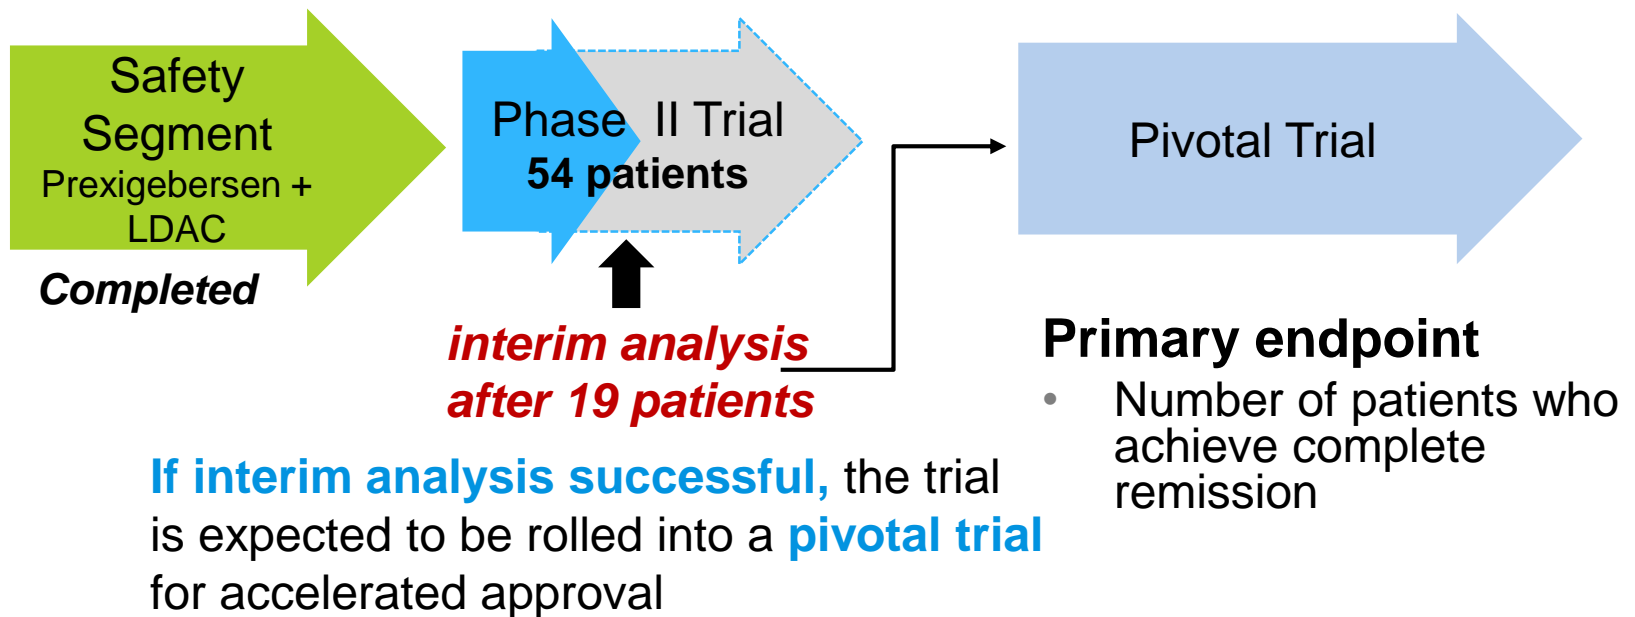 Safety
Segment
Prexigebersen +
LDAC
Completed
Phase II Trial
54 patients
interim analysis
after 19 patients
If interim analysis successful, the trial
is expected to be rolled into a pivotal trial
for accelerated approval
Pivotal Trial
Primary endpoint
• Number of patients who
achieve complete
remission